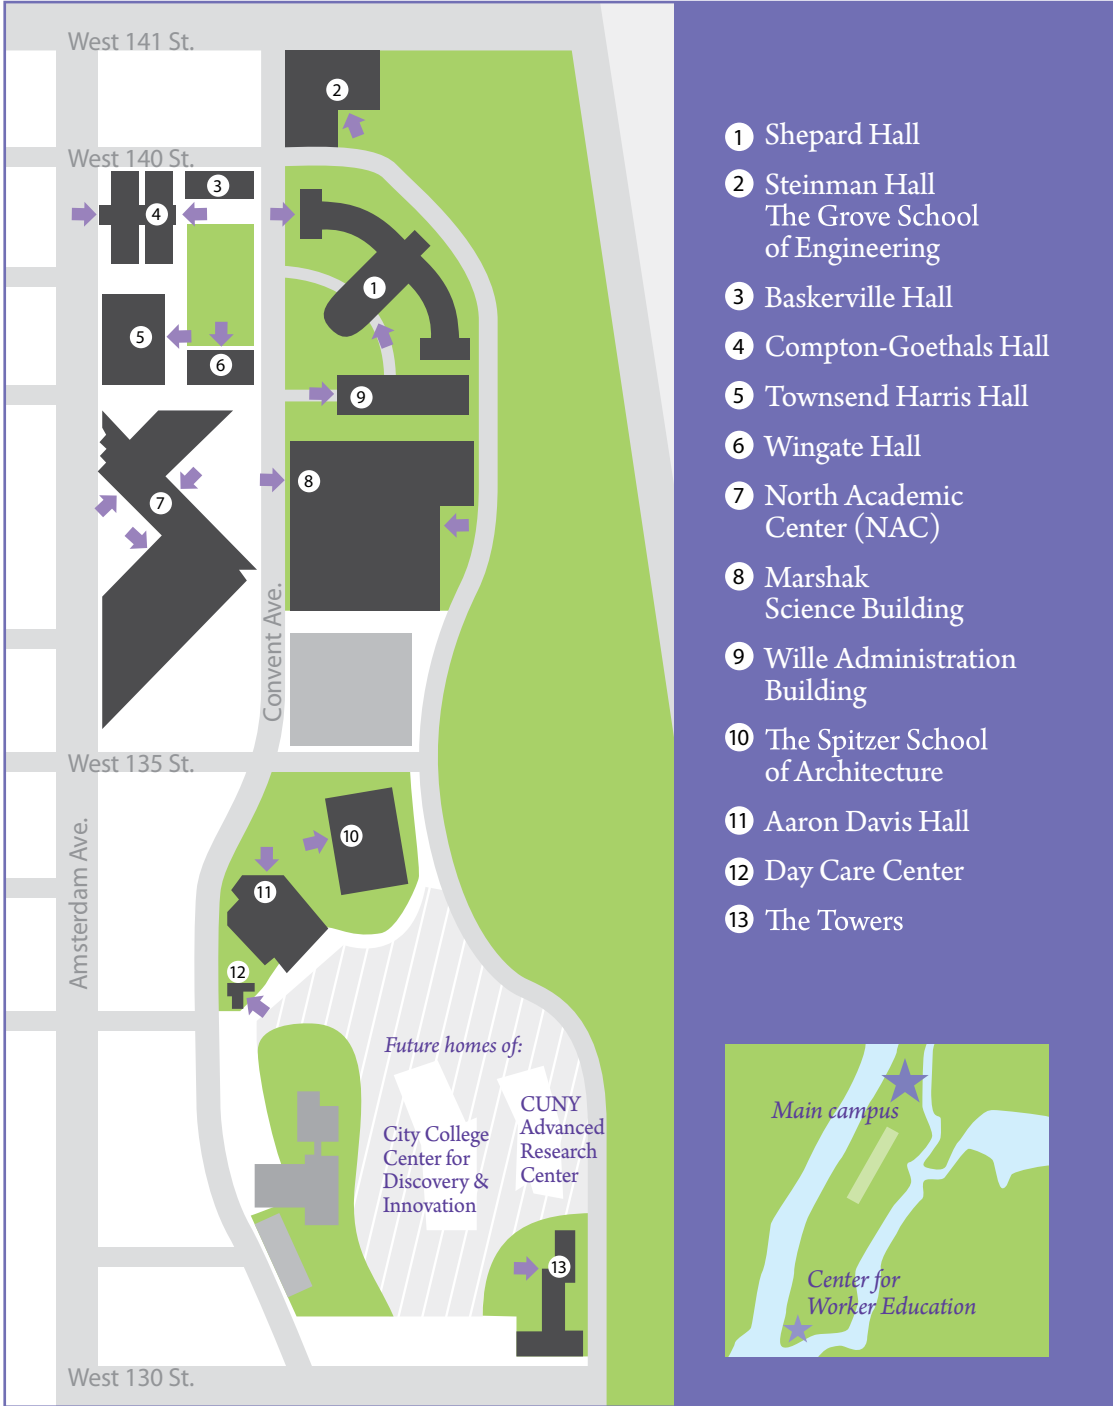 West 141 St.
2
West 140 St.
3
4
1
5
6
9
8
7
Convent Ave.
West 135 St.
10
Amsterdam Ave.
11
12
Future homes of:
City College
Center for
Discovery &
Innovation
CUNY
Advanced
Research
Center
13
West 130 St.
1 Shepard Hall
2 Steinman Hall
The Grove School
of Engineering
3 Baskerville Hall
4 Compton-Goethals Hall
5 Townsend Harris Hall
6 Wingate Hall
7 North Academic
Center (NAC)
8 Marshak
Science Building
9 Wille Administration
Building
10 The Spitzer School
of Architecture
11 Aaron Davis Hall
12 Day Care Center
13 The Towers
Main campus
Center for
Worker Education